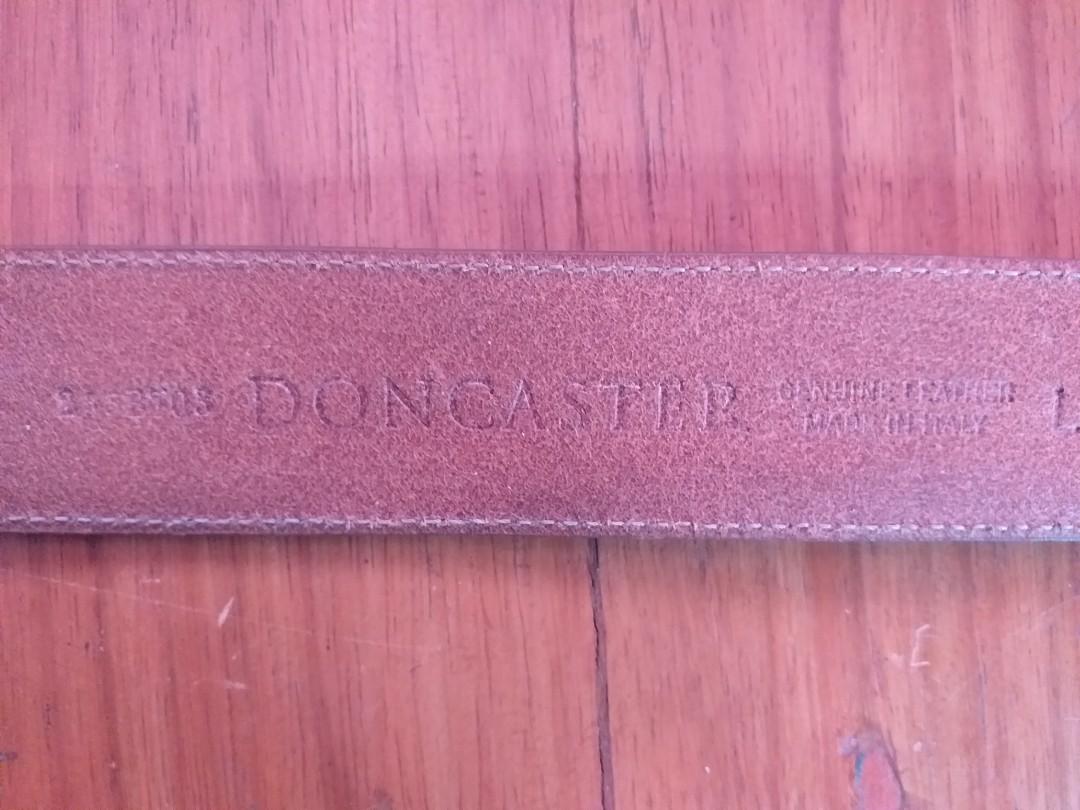 DONCASTER
GENUINE LEATHER
MADE IN ITALY
L